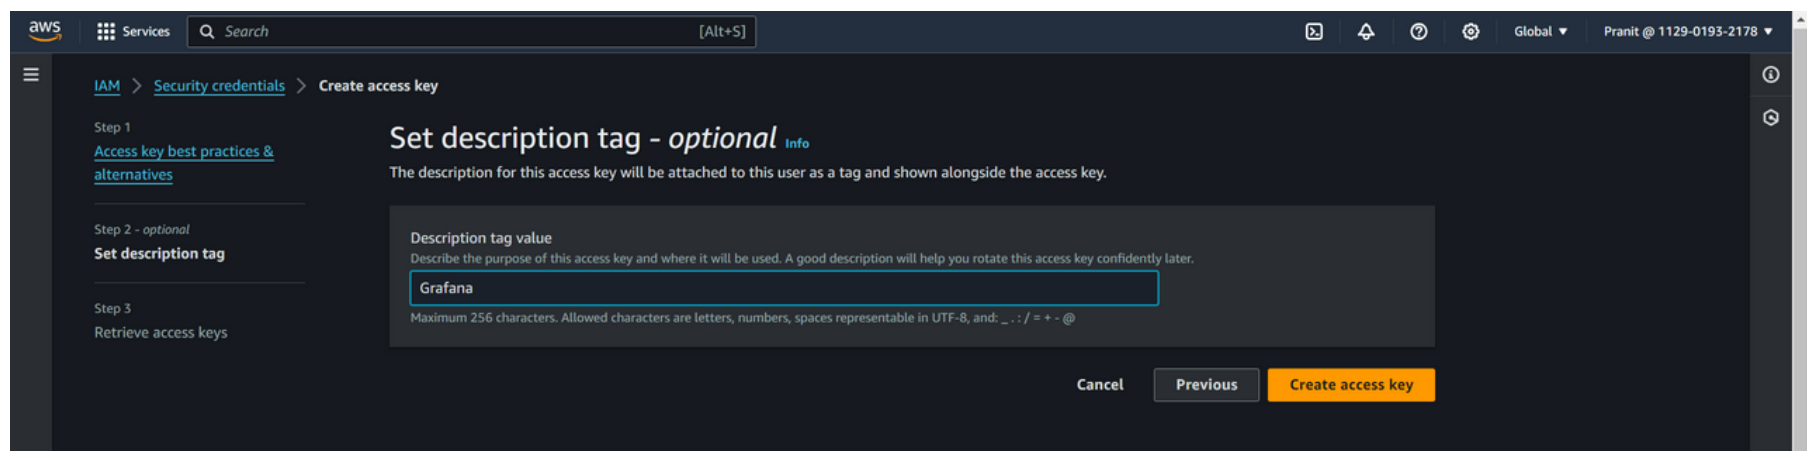 aws Services Search [Alt+S] Global Pranit @ 1129-0193-2178
IAM Security credentials Create access key
Step 1
Access key best practices &
alternatives
Step 2 - optional
Set description tag
Step 3
Retrieve access keys
Set description tag - optional Info
The description for this access key will be attached to this user as a tag and shown alongside the access key.
Description tag value
Describe the purpose of this access key and where it will be used. A good description will help you rotate this access key confidently later.
Grafana
Maximum 256 characters. Allowed characters are letters, numbers, spaces representable in UTF-8, and: _ . : / = + - @
Cancel Previous Create access key